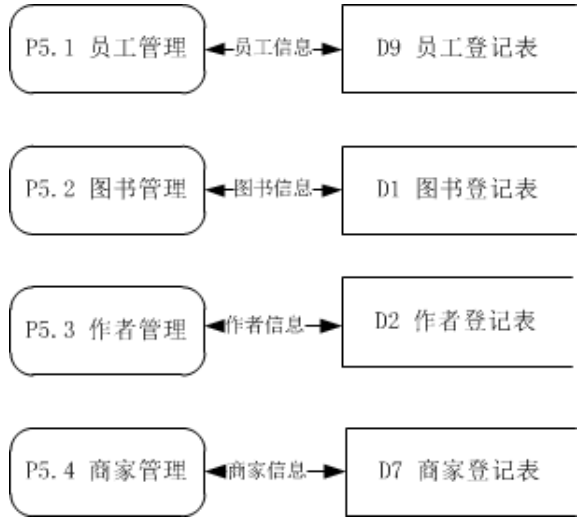 P5.1 员工管理 员工信息 D9 员工登记表
P5.2 图书管理 图书信息 D1 图书登记表
P5.3 作者管理 作者信息 D2 作者登记表
P5.4 商家管理 商家信息 D7 商家登记表